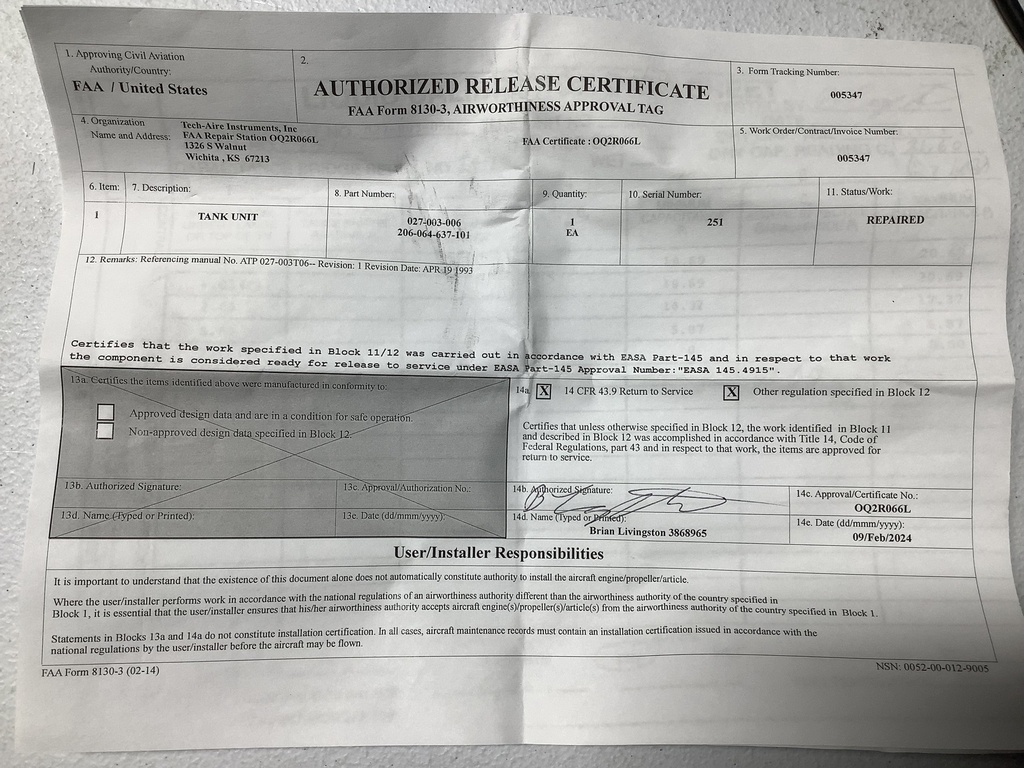 1. Approving Civil Aviation
Authority/Country:
FAA / United States
2.
AUTHORIZED RELEASE CERTIFICATE
FAA Form 8130-3, AIRWORTHINESS APPROVAL TAG
3. Form Tracking Number:
005347
4. Organization
Name and Address:
Tech-Aire Instruments, Inc
FAA Repair Station OQ2R066L
1326 S Walnut
Wichita , KS 67213
FAA Certificate : OQ2R066L
5. Work Order/Contract/Invoice Number:
005347
6. Item:
7. Description:
8. Part Number:
9. Quantity:
10. Serial Number:
11. Status/Work:
1
TANK UNIT
027-003-006
206-064-637-101
1
EA
251
REPAIRED
12. Remarks: Referencing manual No. ATP 027-003T06-- Revision: 1 Revision Date: APR 19 1993
Certifies that the work specified in Block 11/12 was carried out in accordance with EASA Part-145 and in respect to that work
the component is considered ready for release to service under EASA Part-145 Approval Number:"EASA 145.4915".
13a. Certifies the items identified above were manufactured in conformity to:
Approved design data and are in a condition for safe operation.
Non-approved design data specified in Block 12.
13b. Authorized Signature:
13c. Approval/Authorization No.:
13d. Name (Typed or Printed):
13e. Date (dd/mmm/yyyy):
14a. X 14 CFR 43.9 Return to Service X Other regulation specified in Block 12
Certifies that unless otherwise specified in Block 12, the work identified in Block 11
and described in Block 12 was accomplished in accordance with Title 14, Code of
Federal Regulations, part 43 and in respect to that work, the items are approved for
return to service.
14b. Authorized Signature:
14c. Approval/Certificate No.:
OQ2R066L
14d. Name (Typed or Printed):
Brian Livingston 3868965
14e. Date (dd/mmm/yyyy):
09/Feb/2024
User/Installer Responsibilities
It is important to understand that the existence of this document alone does not automatically constitute authority to install the aircraft engine/propeller/article.
Where the user/installer performs work in accordance with the national regulations of an airworthiness authority different than the airworthiness authority of the country specified in
Block 1, it is essential that the user/installer ensures that his/her airworthiness authority accepts aircraft engine(s)/propeller(s)/article(s) from the airworthiness authority of the country specified in Block 1.
Statements in Blocks 13a and 14a do not constitute installation certification. In all cases, aircraft maintenance records must contain an installation certification issued in accordance with the
national regulations by the user/installer before the aircraft may be flown.
FAA Form 8130-3 (02-14)
NSN: 0052-00-012-9005